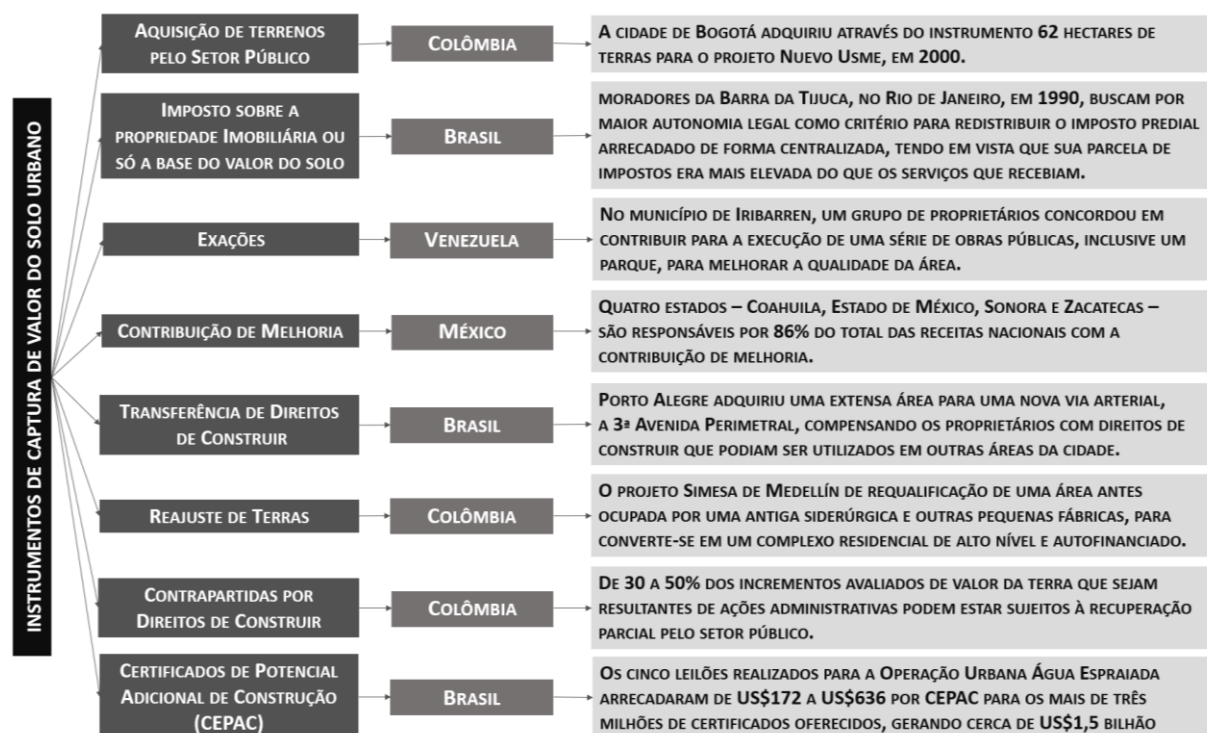 INSTRUMENTOS DE CAPTURA DE VALOR DO SOLO URBANO
AQUISIÇÃO DE TERRENOS
PELO SETOR PÚBLICO
COLÔMBIA
A CIDADE DE BOGOTÁ ADQUIRIU ATRAVÉS DO INSTRUMENTO 62 HECTARES DE
TERRAS PARA O PROJETO NUEVO USME, EM 2000.
IMPOSTO SOBRE A
PROPRIEDADE IMOBILIÁRIA OU
SÓ A BASE DO VALOR DO SOLO
BRASIL
MORADORES DA BARRA DA TIJUCA, NO RIO DE JANEIRO, EM 1990, BUSCAM POR
MAIOR AUTONOMIA LEGAL COMO CRITÉRIO PARA REDISTRIBUIR O IMPOSTO PREDIAL
ARRECADADO DE FORMA CENTRALIZADA, TENDO EM VISTA QUE SUA PARCELA DE
IMPOSTOS ERA MAIS ELEVADA DO QUE OS SERVIÇOS QUE RECEBIAM.
EXAÇÕES
VENEZUELA
NO MUNICÍPIO DE IRIBARREN, UM GRUPO DE PROPRIETÁRIOS CONCORDOU EM
CONTRIBUIR PARA A EXECUÇÃO DE UMA SÉRIE DE OBRAS PÚBLICAS, INCLUSIVE UM
PARQUE, PARA MELHORAR A QUALIDADE DA ÁREA.
CONTRIBUIÇÃO DE MELHORIA
MÉXICO
QUATRO ESTADOS – COAHUILA, ESTADO DE MÉXICO, SONORA E ZACATECAS –
SÃO RESPONSÁVEIS POR 86% DO TOTAL DAS RECEITAS NACIONAIS COM A
CONTRIBUIÇÃO DE MELHORIA.
TRANSFERÊNCIA DE DIREITOS
DE CONSTRUIR
BRASIL
PORTO ALEGRE ADQUIRIU UMA EXTENSA ÁREA PARA UMA NOVA VIA ARTERIAL,
A 3ª AVENIDA PERIMETRAL, COMPENSANDO OS PROPRIETÁRIOS COM DIREITOS DE
CONSTRUIR QUE PODIAM SER UTILIZADOS EM OUTRAS ÁREAS DA CIDADE.
REAJUSTE DE TERRAS
COLÔMBIA
O PROJETO SIMESA DE MEDELLÍN DE REQUALIFICAÇÃO DE UMA ÁREA ANTES
OCUPADA POR UMA ANTIGA SIDERÚRGICA E OUTRAS PEQUENAS FÁBRICAS, PARA
CONVERTE-SE EM UM COMPLEXO RESIDENCIAL DE ALTO NÍVEL E AUTOFINANCIADO.
CONTRAPARTIDAS POR
DIREITOS DE CONSTRUIR
COLÔMBIA
DE 30 A 50% DOS INCREMENTOS AVALIADOS DE VALOR DA TERRA QUE SEJAM
RESULTANTES DE AÇÕES ADMINISTRATIVAS PODEM ESTAR SUJEITOS À RECUPERAÇÃO
PARCIAL PELO SETOR PÚBLICO.
CERTIFICADOS DE POTENCIAL
ADICIONAL DE CONSTRUÇÃO
(CEPAC)
BRASIL
OS CINCO LEILÕES REALIZADOS PARA A OPERAÇÃO URBANA ÁGUA ESPRAIADA
ARRECADARAM DE US$172 A US$636 POR CEPAC PARA OS MAIS DE TRÊS
MILHÕES DE CERTIFICADOS OFERECIDOS, GERANDO CERCA DE US$1,5 BILHÃO